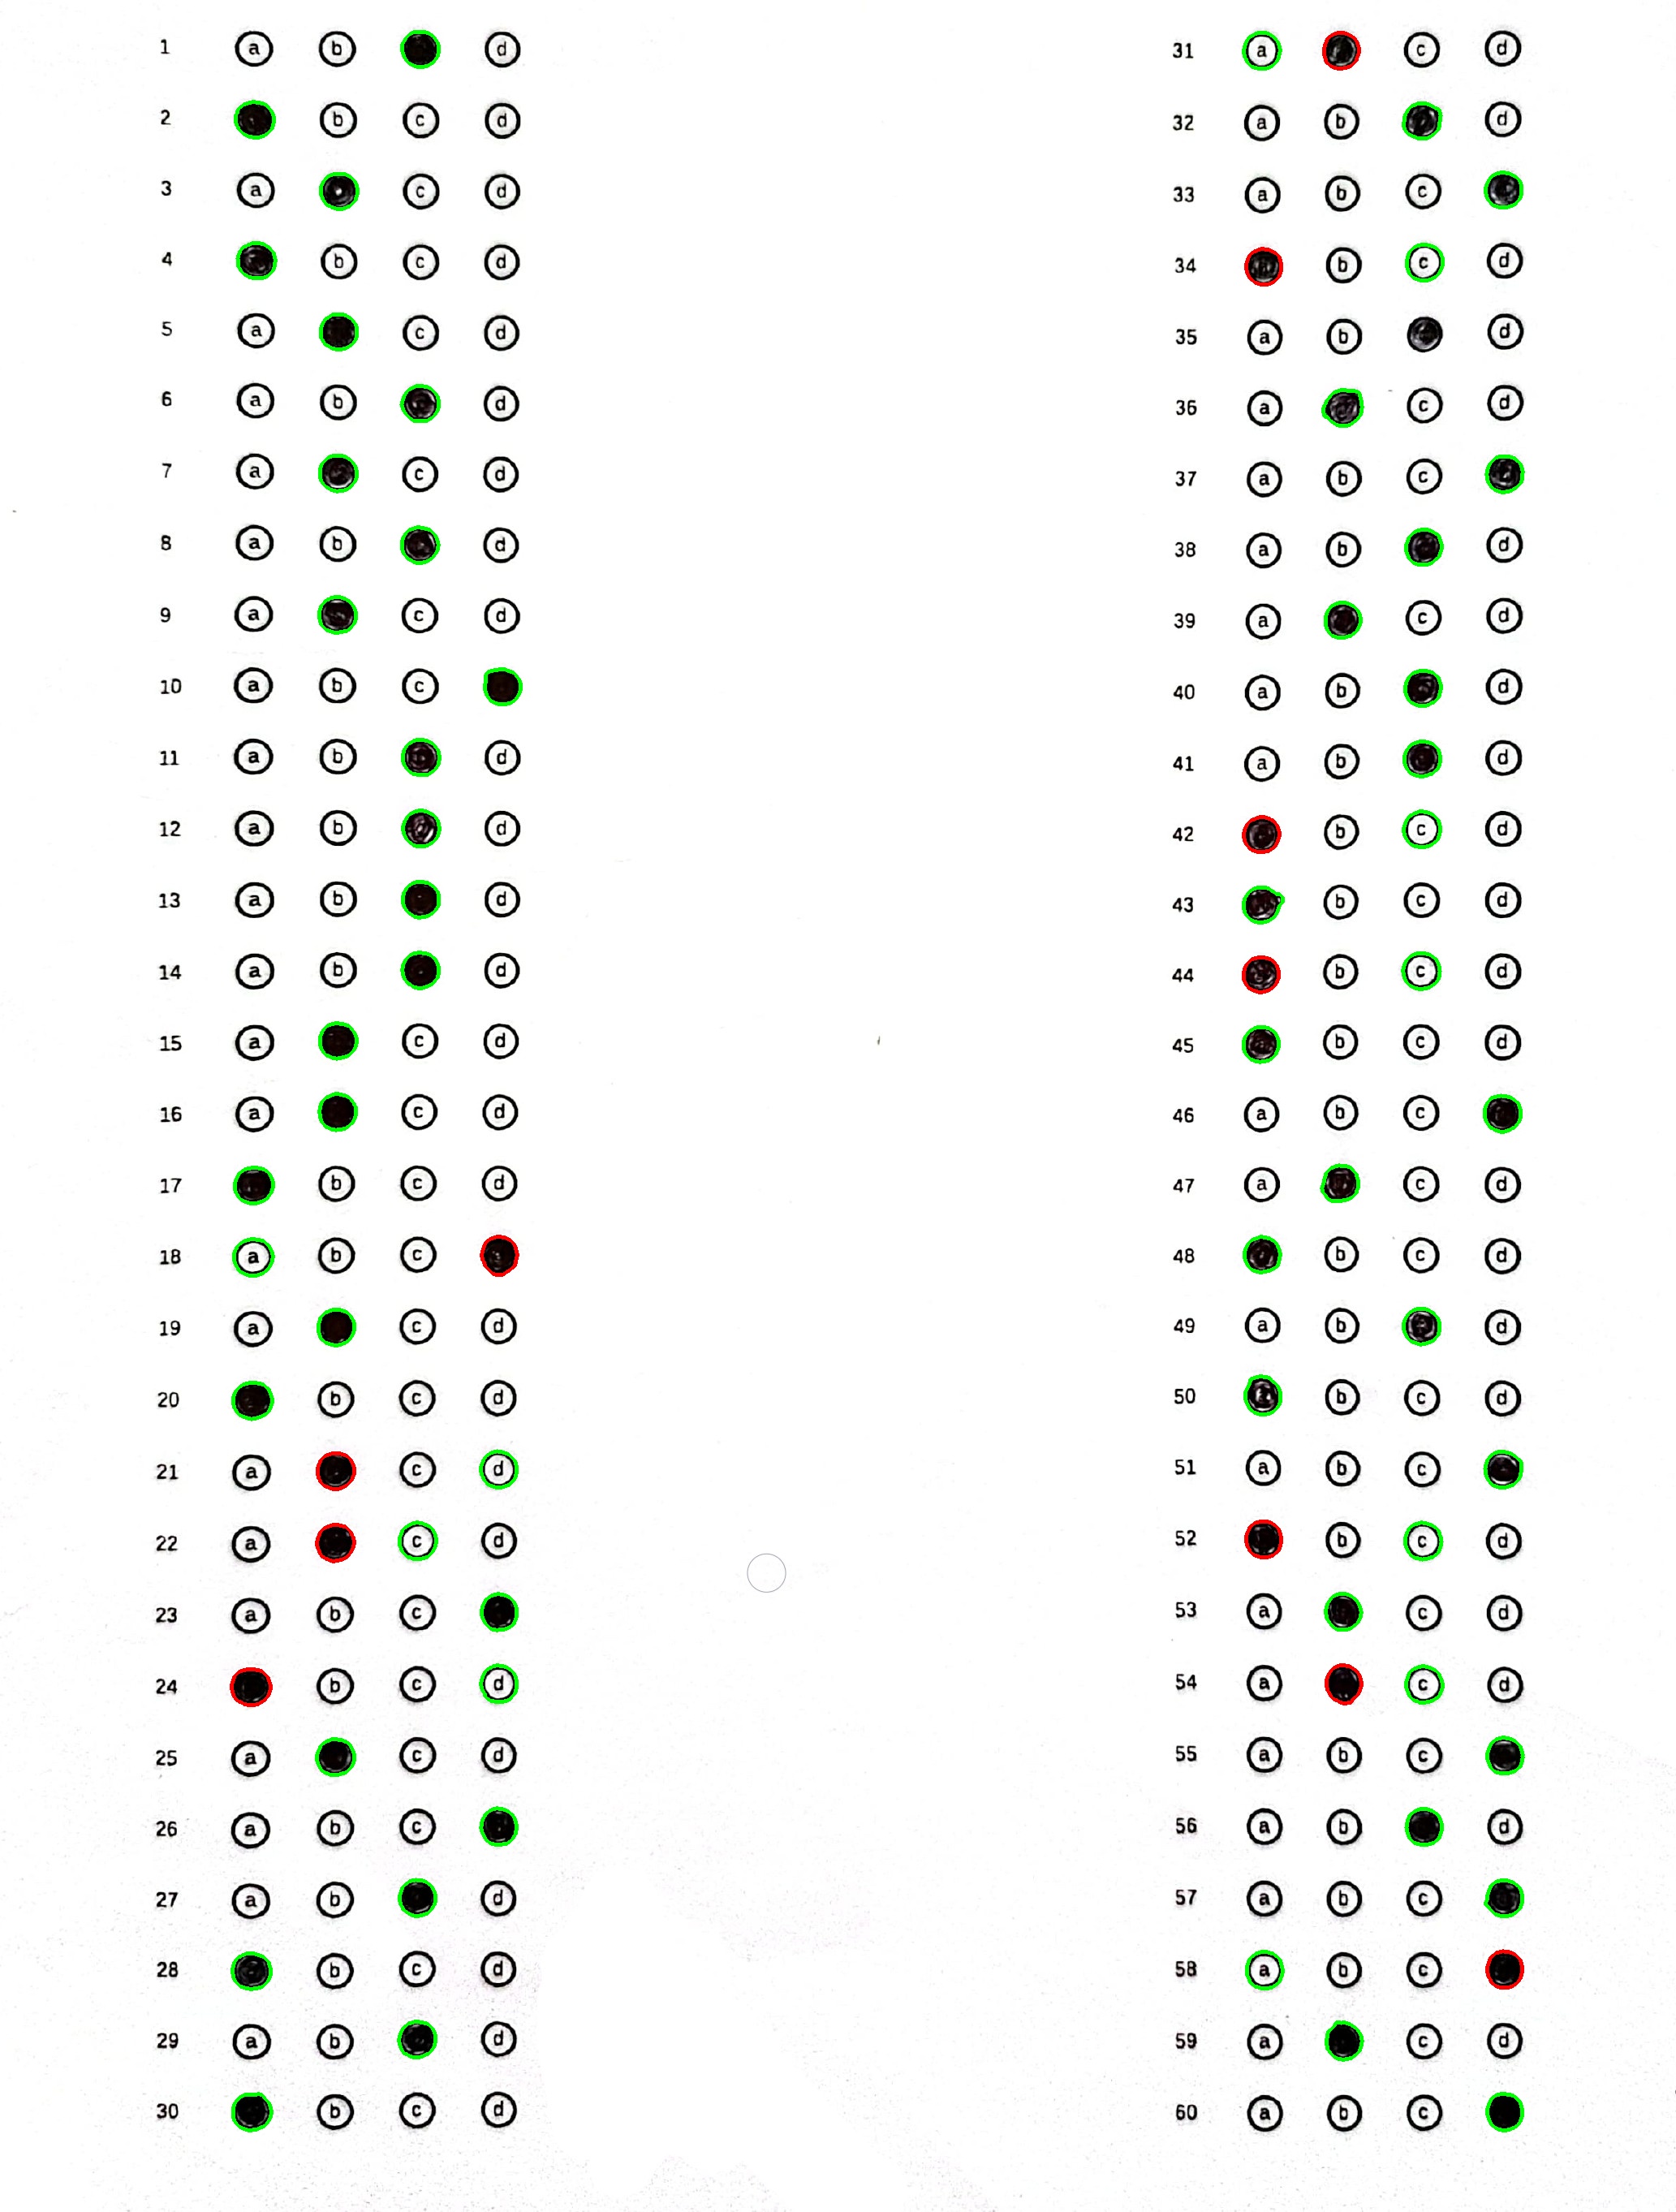 1 a b d
2 b c d
3 a c d
4 b c d
5 a c d
6 a b d
7 a c d
8 a b d
9 a c d
10 a b c
11 a b d
12 a b d
13 a b d
14 a b d
15 a c d
16 a c d
17 b c d
18 a b c
19 a c d
20 b c d
21 a c d
22 a c d
23 a b c
24 b c d
25 a c d
26 a b c
27 a b d
28 b c d
29 a b d
30 b c d
31 a c d
32 a b d
33 a b c
34 b c d
35 a b d
36 a c d
37 a b c
38 a b d
39 a c d
40 a b d
41 a b d
42 b c d
43 b c d
44 b c d
45 b c d
46 a b c
47 a c d
48 b c d
49 a b d
50 b c d
51 a b c
52 b c d
53 a c d
54 a c d
55 a b c
56 a b d
57 a b c
58 a b c
59 a c d
60 a b c